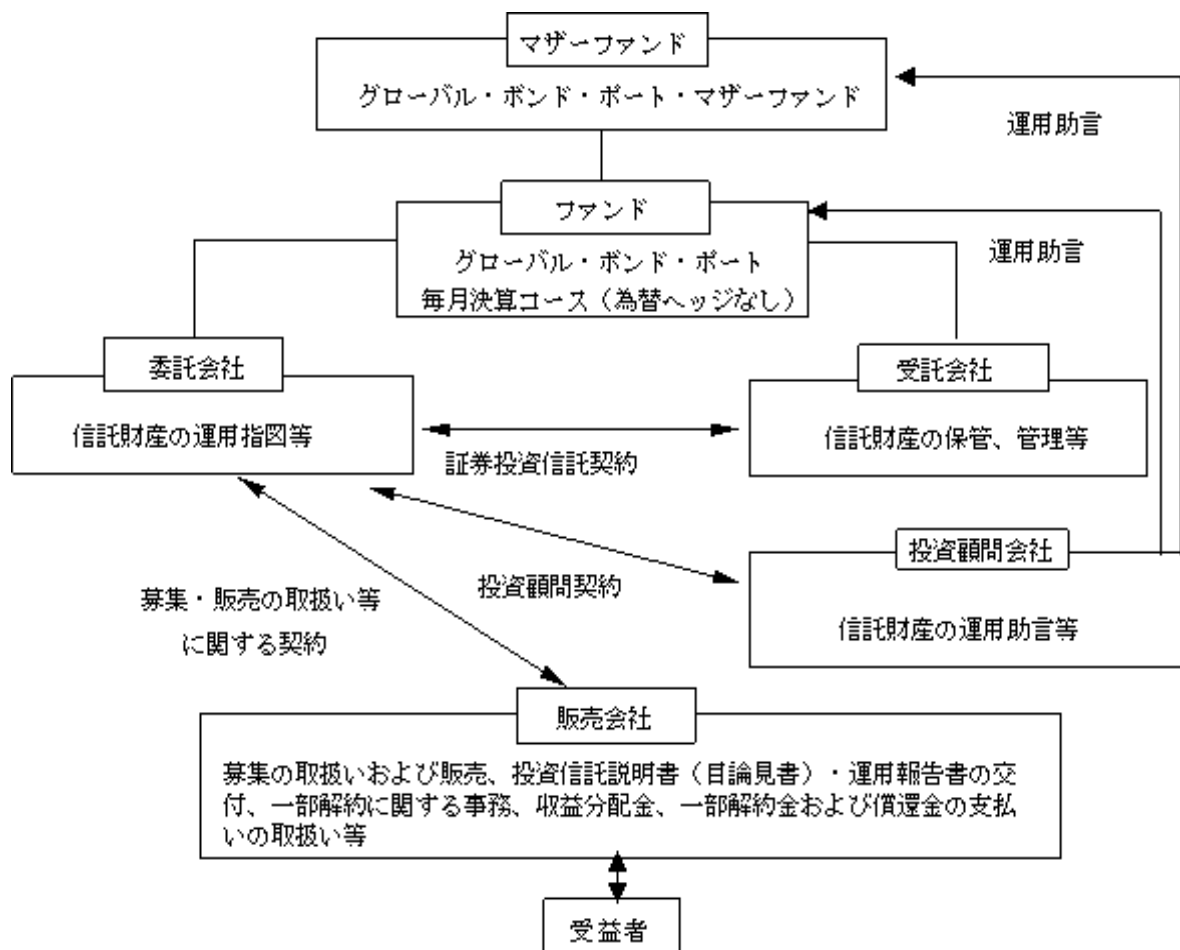 マザーファンド
グローバル・ボンド・ポート・マザーファンド
運用助言
ファンド
運用助言
グローバル・ボンド・ポート
毎月決算コース（為替ヘッジなし）
委託会社
受託会社
信託財産の運用指図等
信託財産の保管、管理等
証券投資信託契約
投資顧問会社
投資顧問契約
募集・販売の取扱い等
に関する契約
信託財産の運用助言等
販売会社
募集の取扱いおよび販売、投資信託説明書（目論見書）・運用報告書の交
付、一部解約に関する事務、収益分配金、一部解約金および償還金の支払
いの取扱い等
受益者